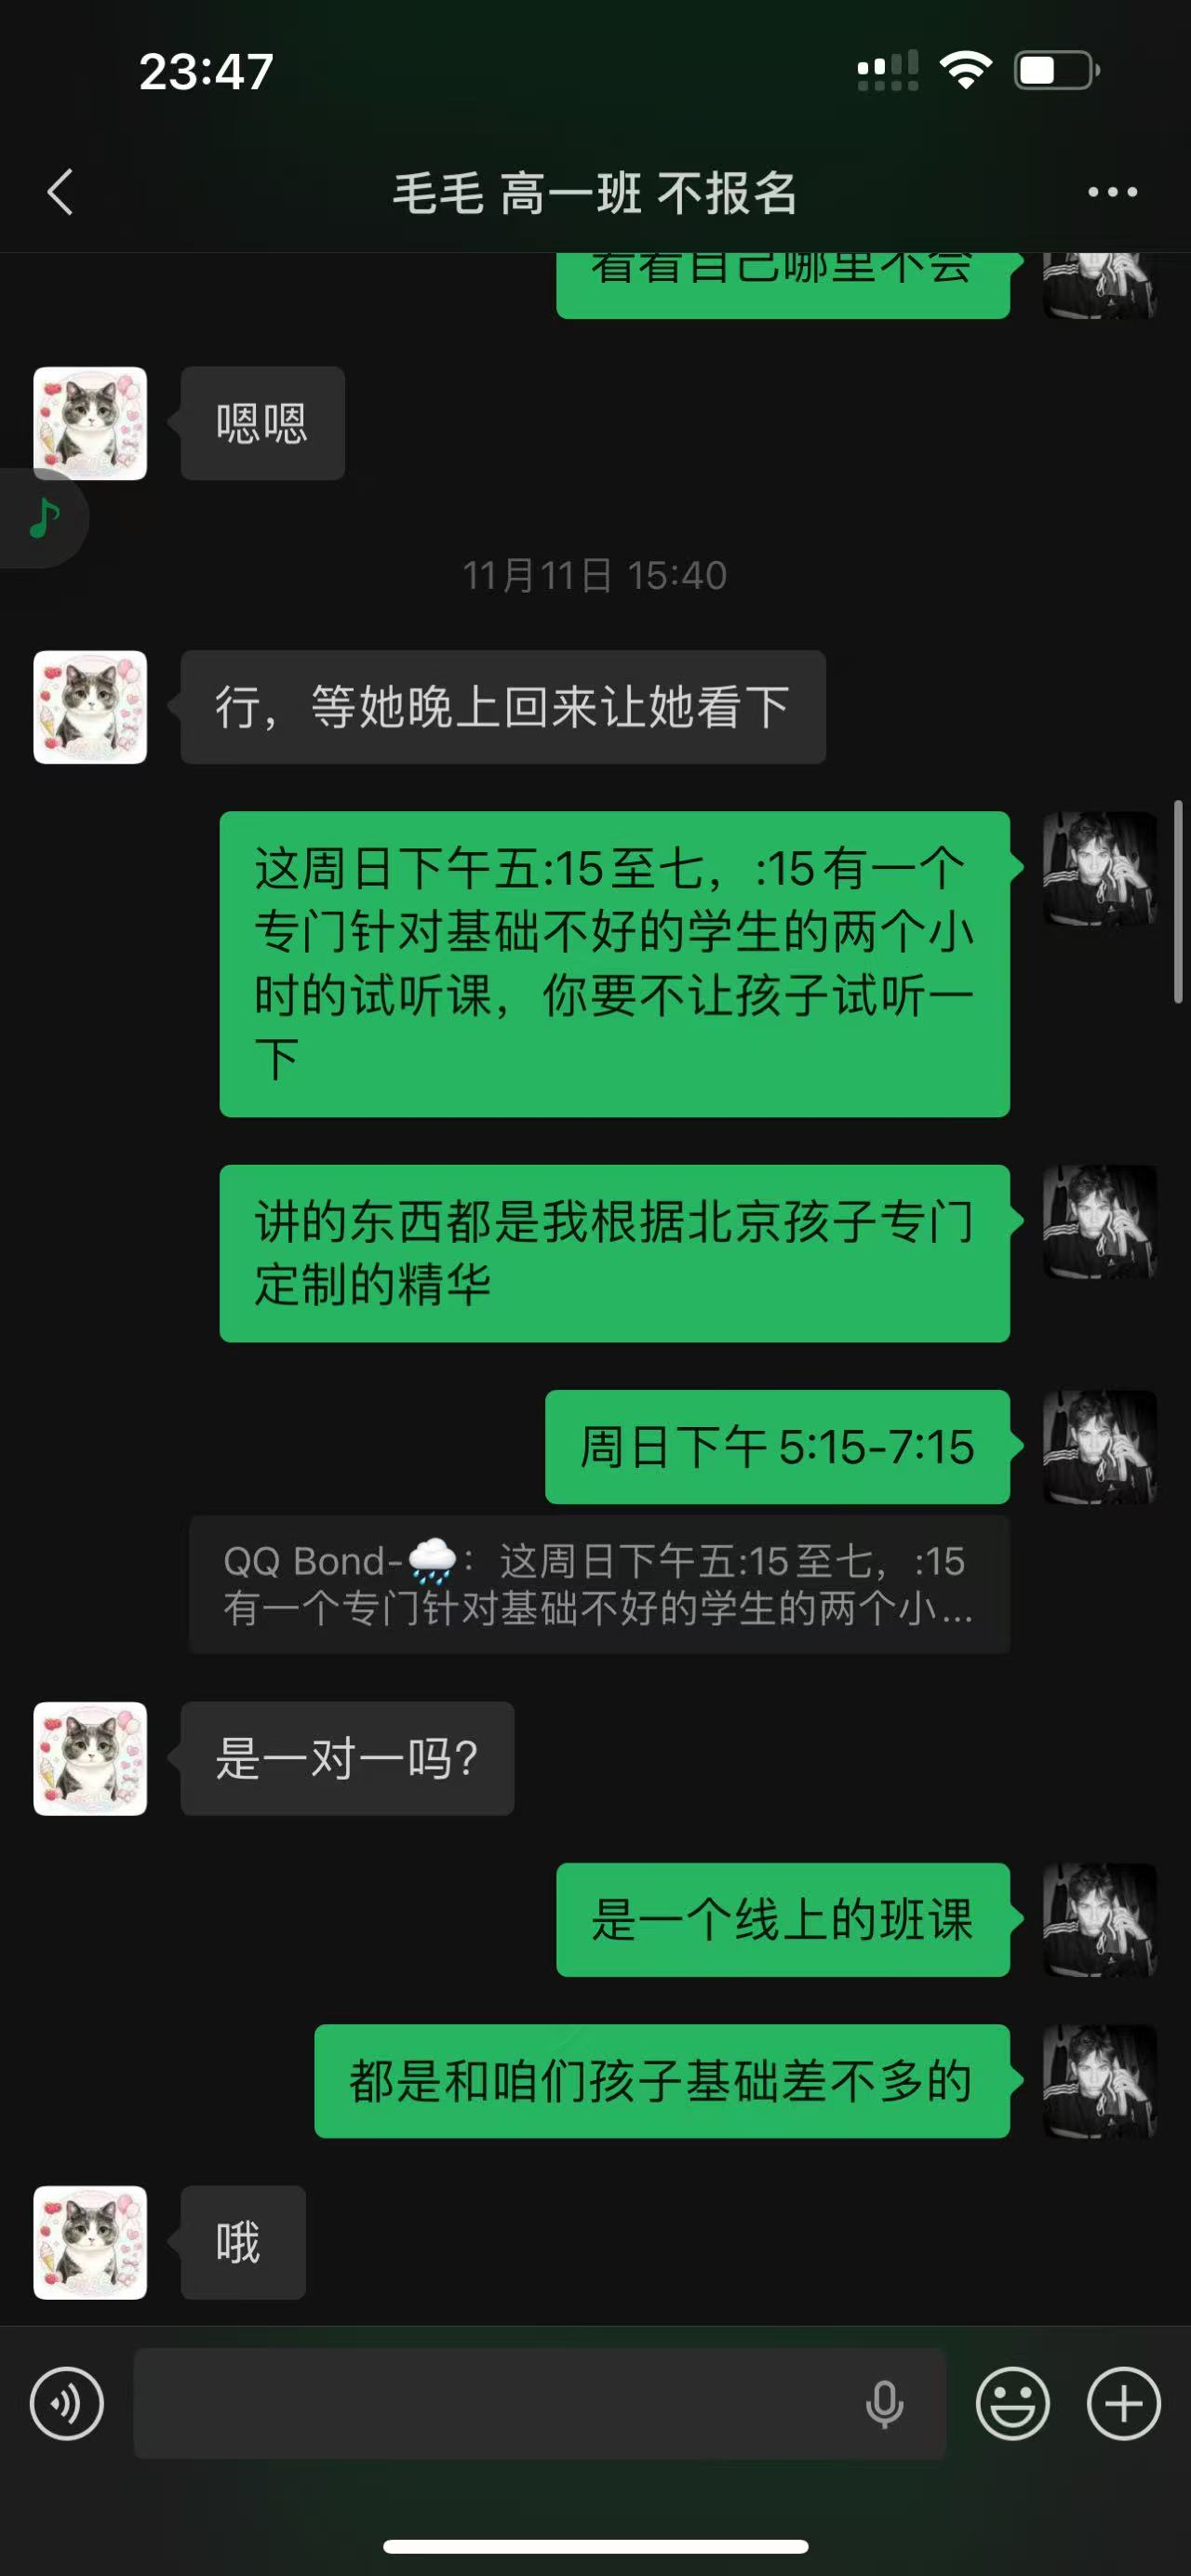 23:47
毛毛 高一班 不报名
看看自己哪里不会
嗯嗯
11月11日 15:40
行，等她晚上回来让她看下
这周日下午五:15至七，:15有一个
专门针对基础不好的学生的两个小
时的试听课，你要不让孩子试听一
下
讲的东西都是我根据北京孩子专门
定制的精华
周日下午 5:15-7:15
QQ Bond-🌧️：这周日下午五:15至七，:15
有一个专门针对基础不好的学生的两个小...
是一对一吗?
是一个线上的班课
都是和咱们孩子基础差不多的
哦